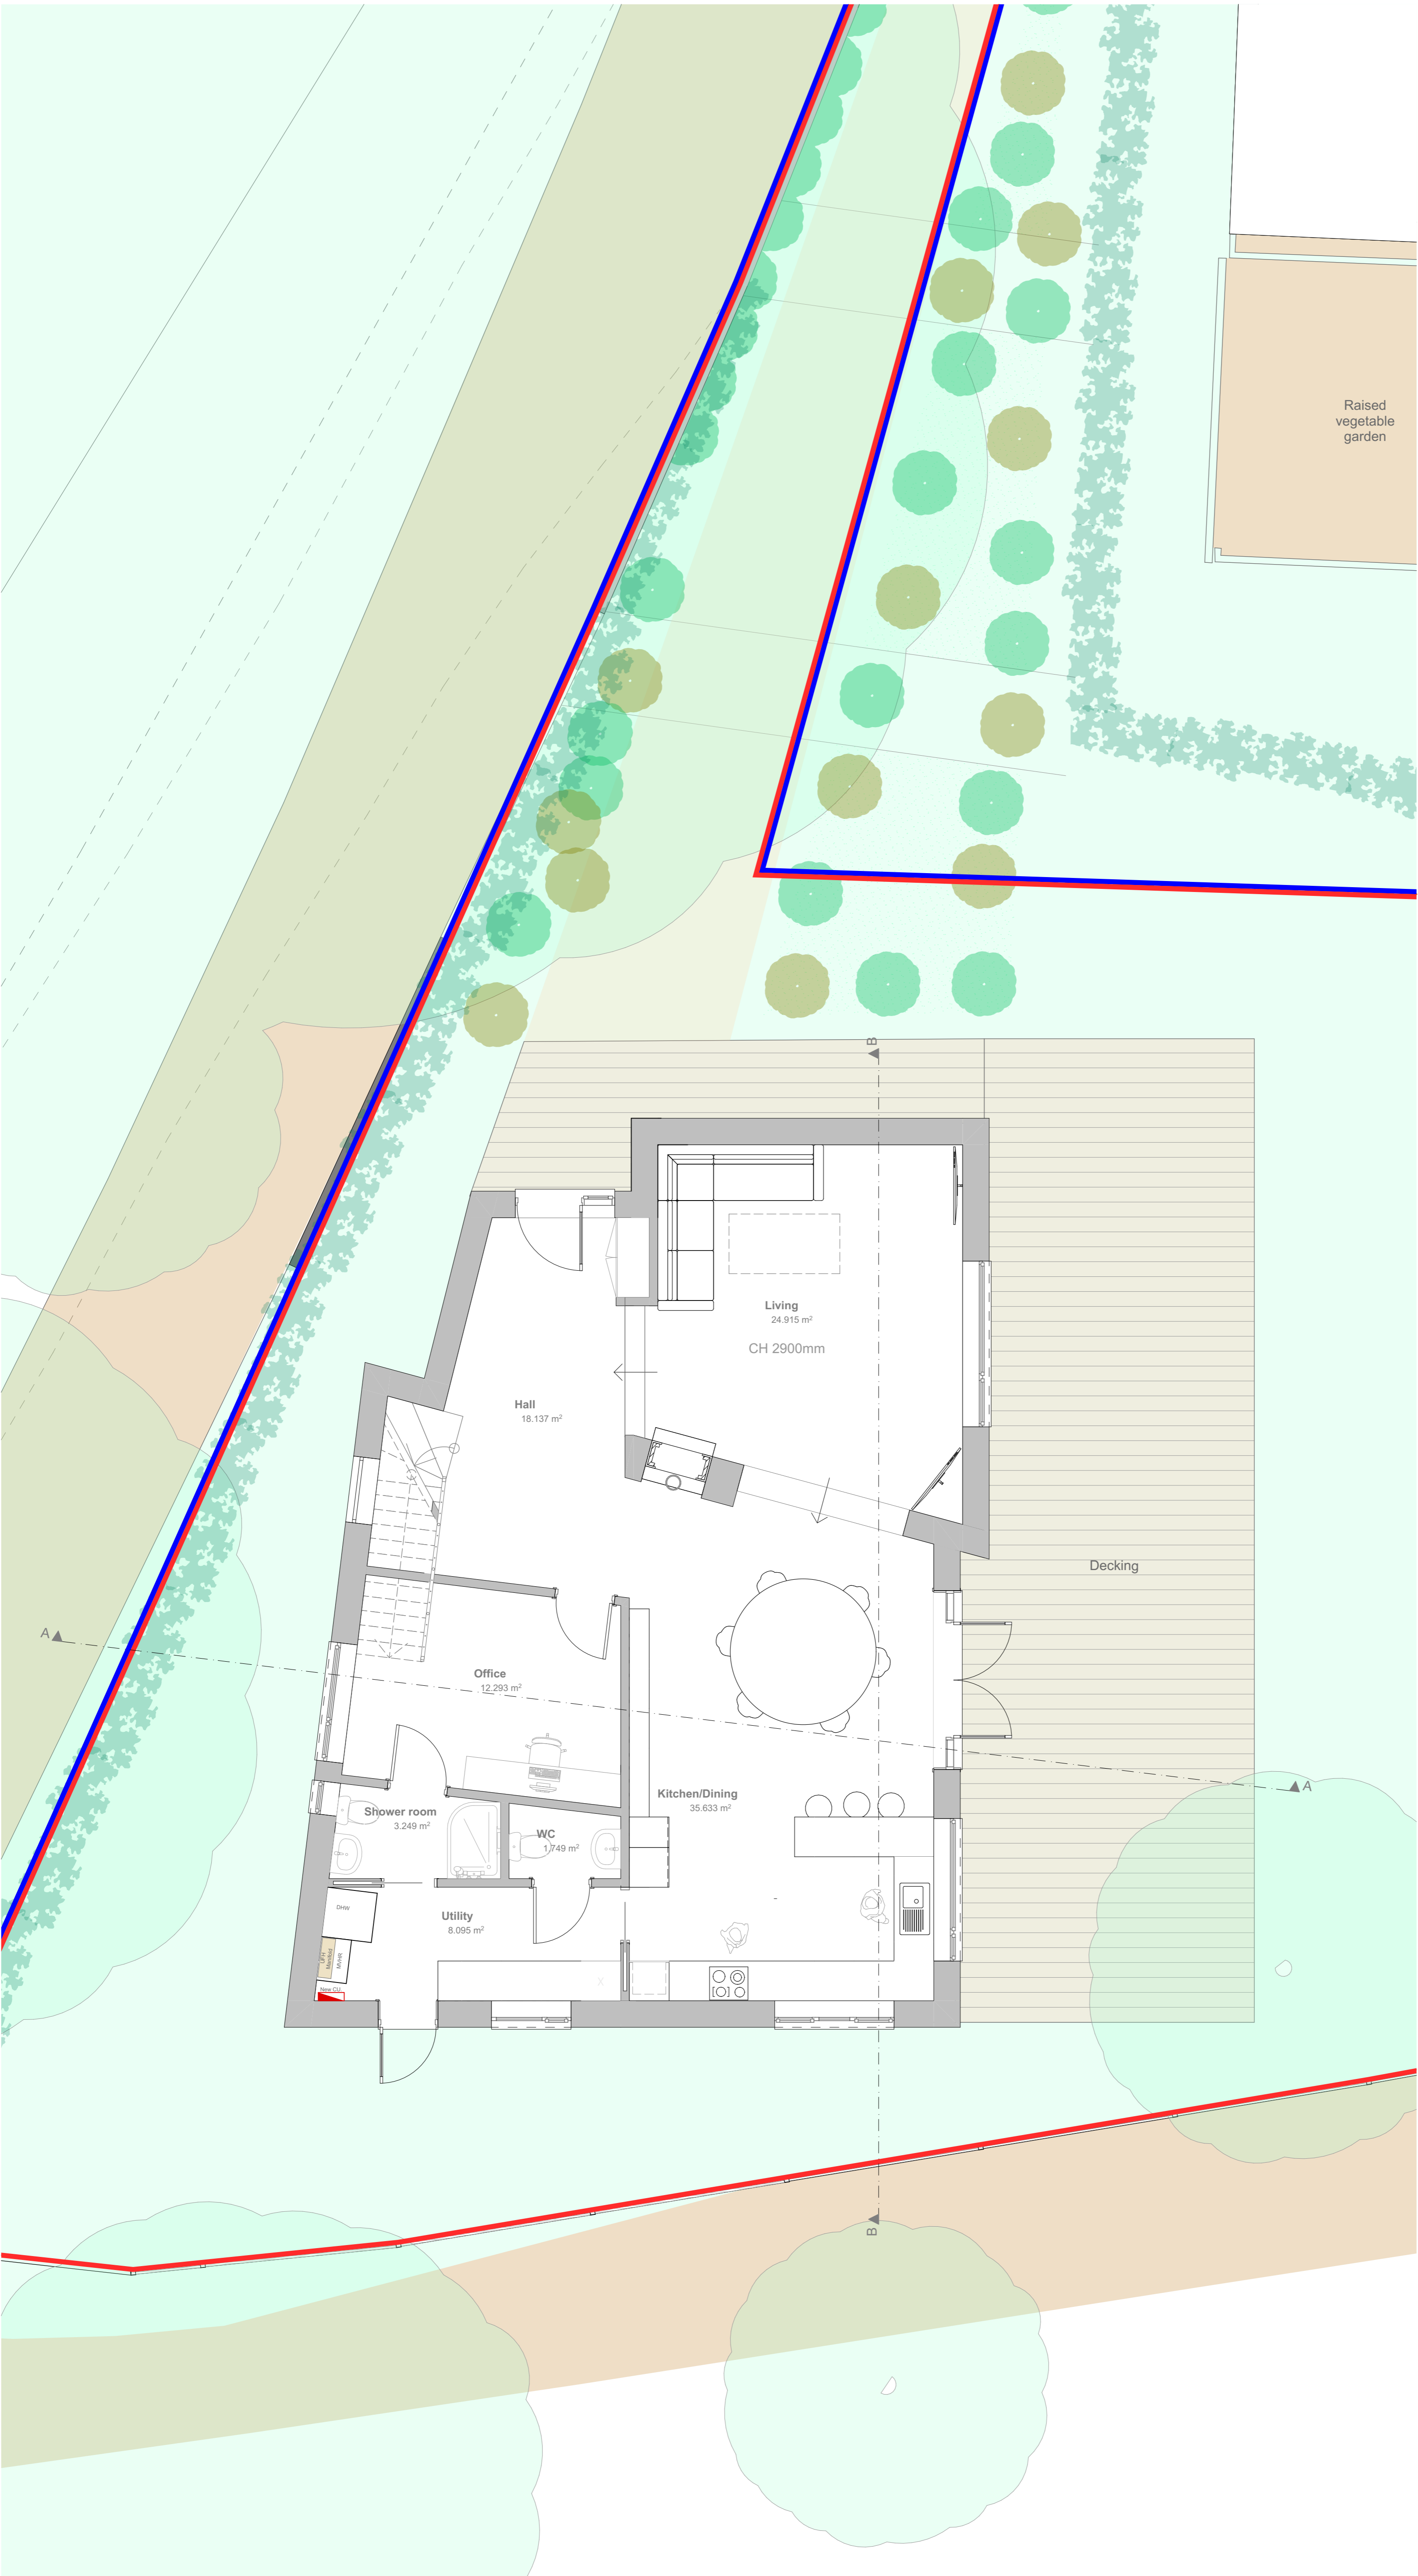 Raised
vegetable
garden
B
Living
24.915 m²
CH 2900mm
Hall
18.137 m²
Decking
A
Office
12.293 m²
A
Kitchen/Dining
35.633 m²
Shower room
3.249 m²
WC
1.749 m²
DHW
Utility
8.095 m²
UFH
Manifold
MVHR
X
New CU
B